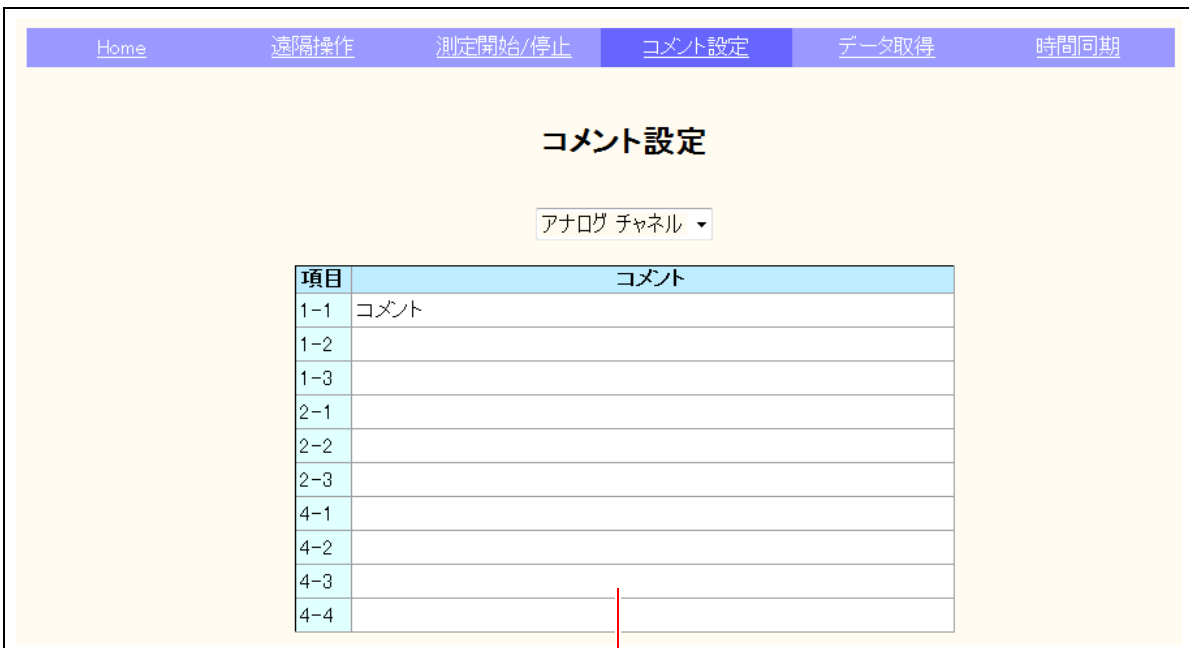 Home 遠隔操作 測定開始/停止 コメント設定 データ取得 時間同期
コメント設定
アナログ チャネル
項目 コメント
1-1 コメント
1-2
1-3
2-1
2-2
2-3
4-1
4-2
4-3
4-4